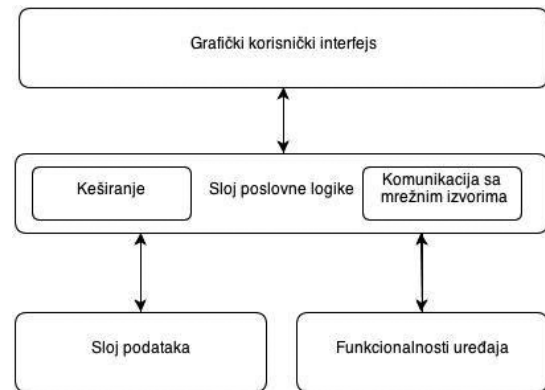 Grafički korisnički interfejs
Keširanje
Sloj poslovne logike
Komunikacija sa
mrežnim izvorima
Sloj podataka
Funkcionalnosti uređaja